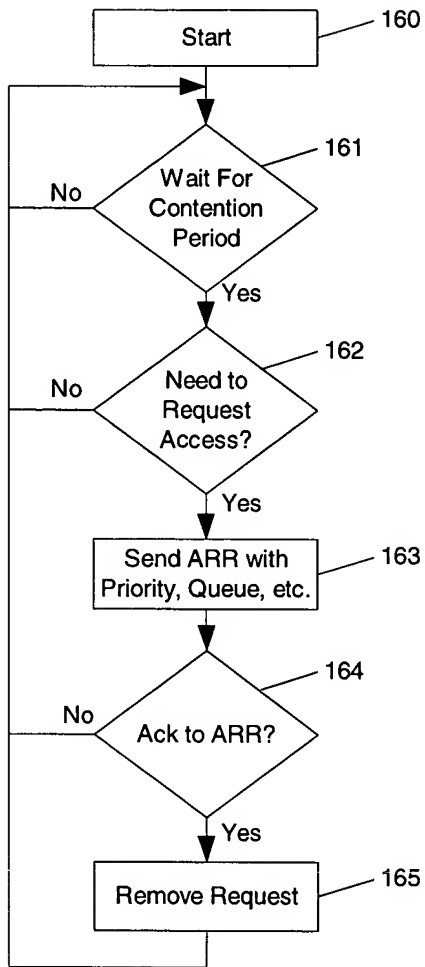 Start
160
161
Wait For
Contention
Period
No
Yes
162
Need to
Request
Access?
No
Yes
Send ARR with
Priority, Queue, etc.
163
164
Ack to ARR?
No
Yes
Remove Request
165